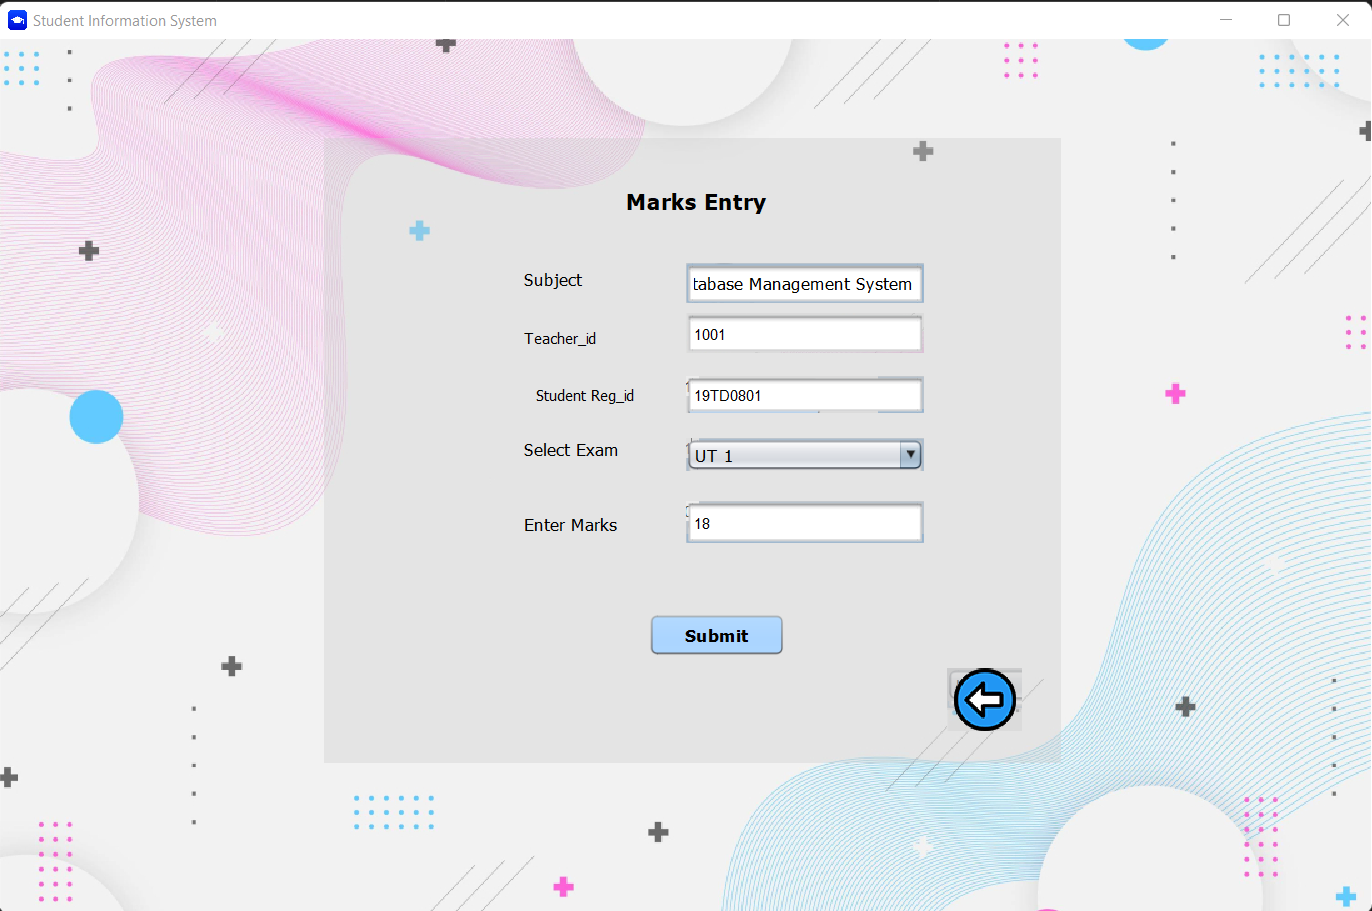 Student Information System
Marks Entry
Subject
tabase Management System
Teacher_id
1001
Student Reg_id
19TD0801
Select Exam
UT 1
Enter Marks
18
Submit